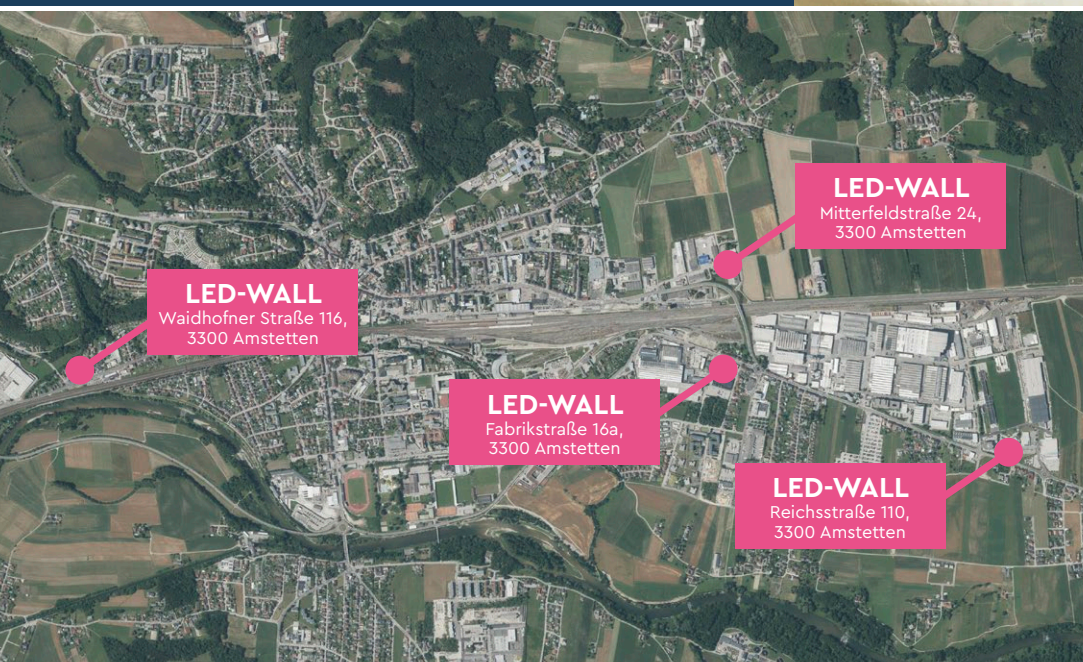 LED-WALL
Mitterfeldstraße 24,
3300 Amstetten
LED-WALL
Waidhofner Straße 116,
3300 Amstetten
LED-WALL
Fabrikstraße 16a,
3300 Amstetten
LED-WALL
Reichsstraße 110,
3300 Amstetten